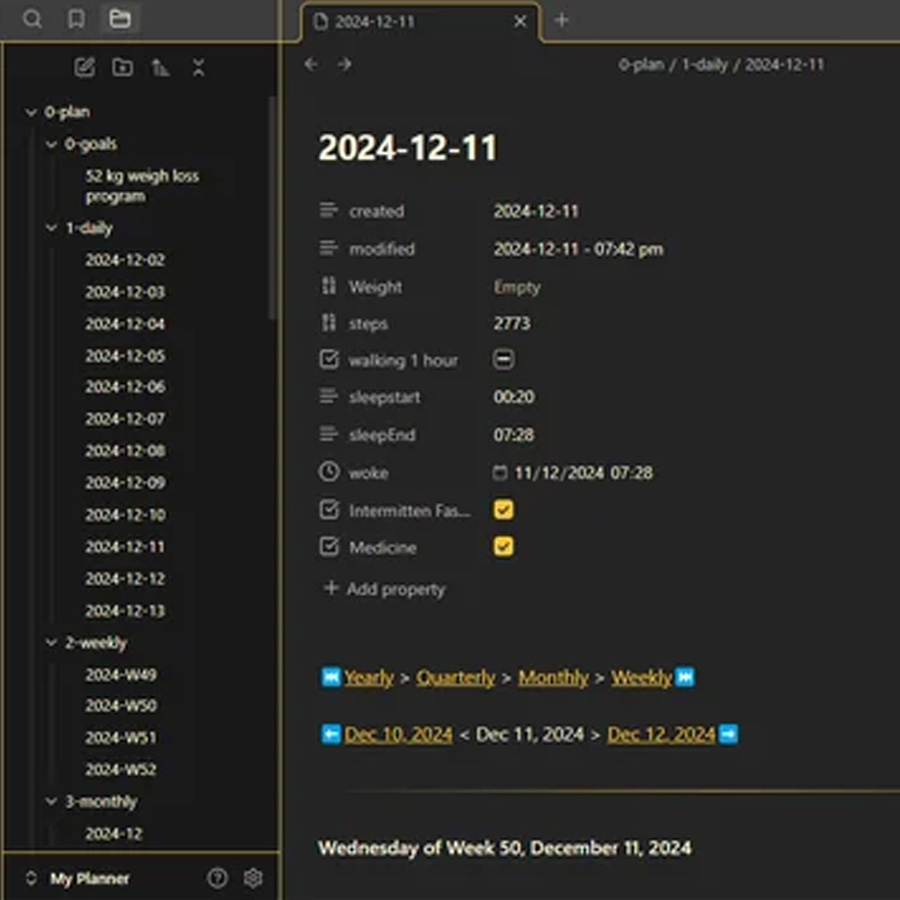 2024-12-11
0-plan / 1-daily / 2024-12-11
0-plan
0-goals
52 kg weigh loss
program
1-daily
2024-12-02
2024-12-03
2024-12-04
2024-12-05
2024-12-06
2024-12-07
2024-12-08
2024-12-09
2024-12-10
2024-12-11
2024-12-12
2024-12-13
2-weekly
2024-W49
2024-W50
2024-W51
2024-W52
3-monthly
2024-12
My Planner
2024-12-11
created 2024-12-11
modified 2024-12-11 - 07:42 pm
Weight Empty
steps 2773
walking 1 hour
sleepstart 00:20
sleepEnd 07:28
woke 11/12/2024 07:28
Intermitten Fas...
Medicine
+ Add property
⏮️Yearly > Quarterly > Monthly > Weekly⏭️
⬅️Dec 10, 2024 < Dec 11, 2024 > Dec 12, 2024➡️
Wednesday of Week 50, December 11, 2024